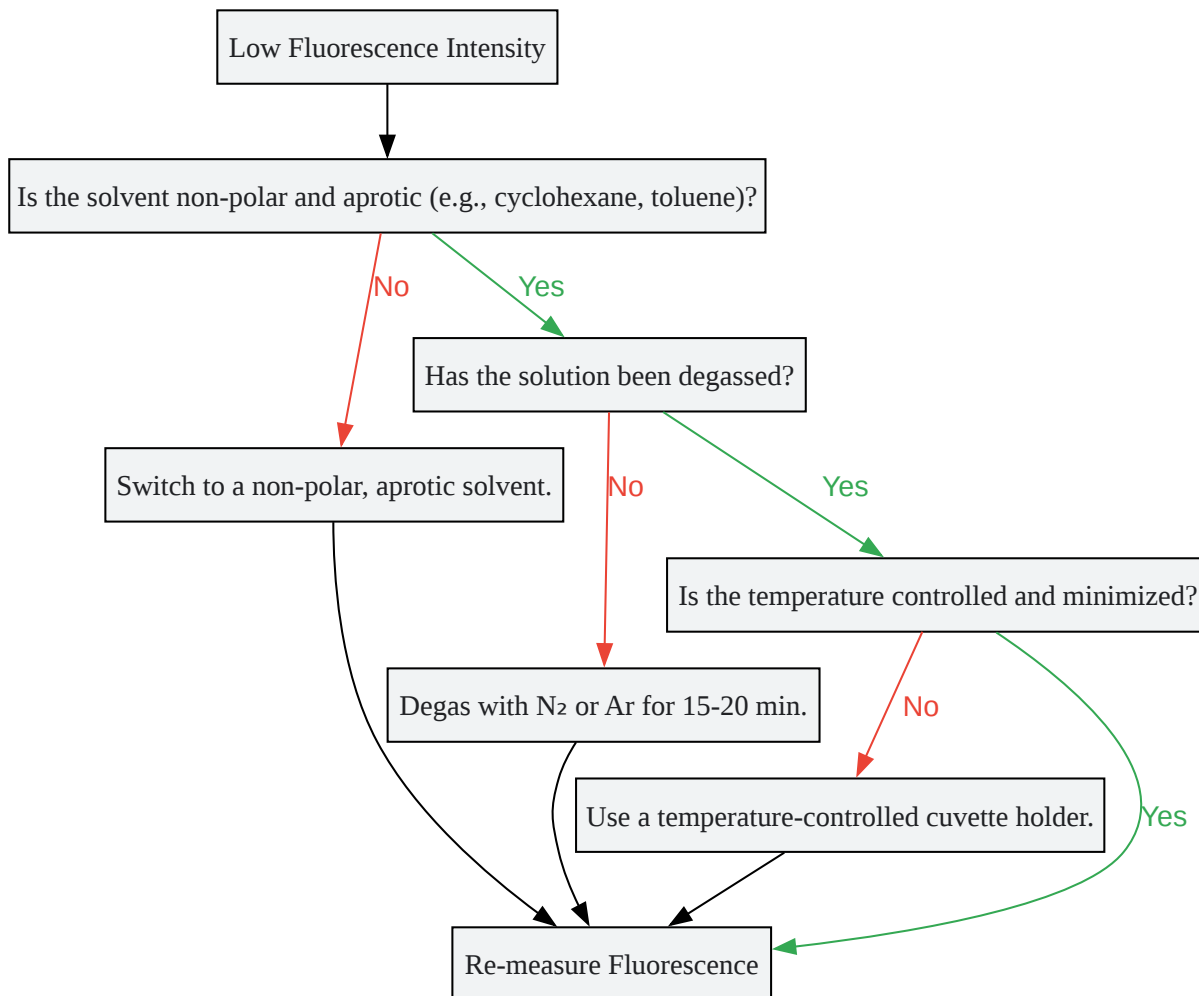 Low Fluorescence Intensity
Is the solvent non-polar and aprotic (e.g., cyclohexane, toluene)?
No
Yes
Has the solution been degassed?
Switch to a non-polar, aprotic solvent.
No
Yes
Is the temperature controlled and minimized?
Degas with N₂ or Ar for 15-20 min.
No
Use a temperature-controlled cuvette holder.
Yes
Re-measure Fluorescence